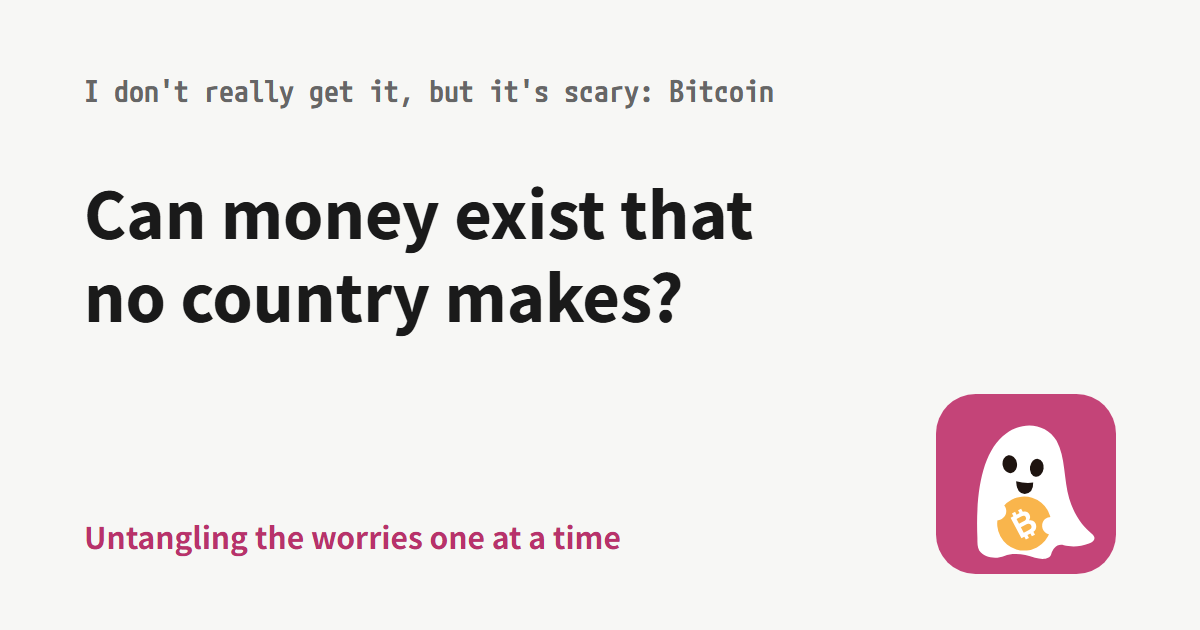 I don't really get it, but it's scary: Bitcoin
Can money exist that
no country makes?
Untangling the worries one at a time